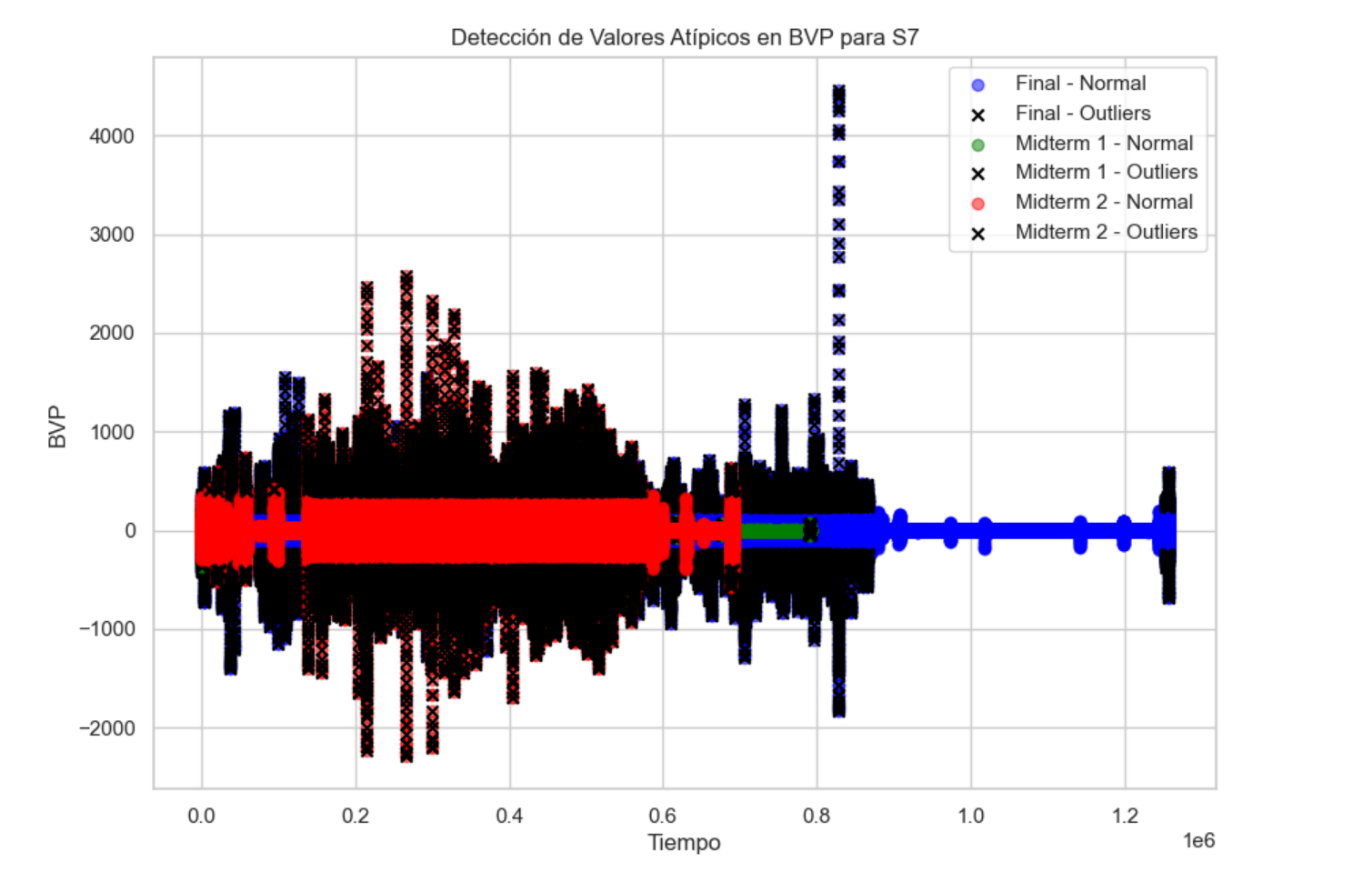 Detección de Valores Atípicos en BVP para S7
Final - Normal
Final - Outliers
Midterm 1 - Normal
Midterm 1 - Outliers
Midterm 2 - Normal
Midterm 2 - Outliers
BVP
4000
3000
2000
1000
0
−1000
−2000
0.0 0.2 0.4 0.6 0.8 1.0 1.2
1e6
Tiempo